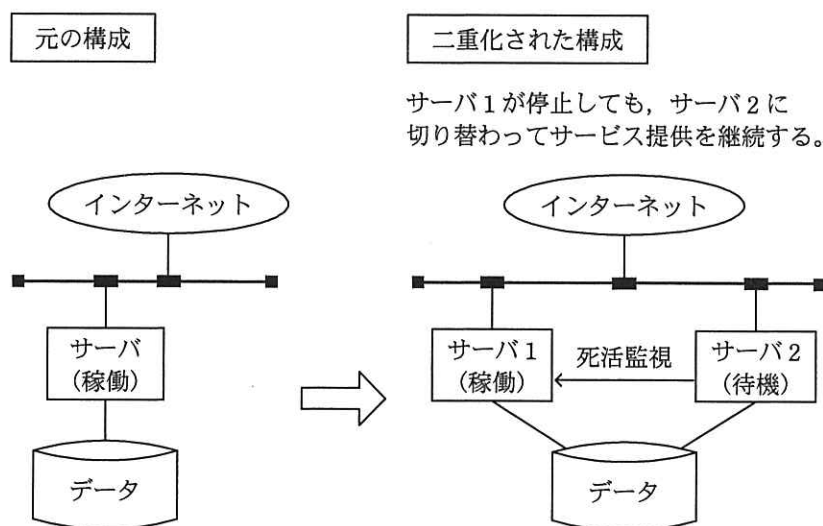 元の構成
二重化された構成
サーバ1が停止しても，サーバ2に
切り替わってサービス提供を継続する。
インターネット
サーバ
(稼働)
データ
インターネット
サーバ1
(稼働)
死活監視
サーバ2
(待機)
データ